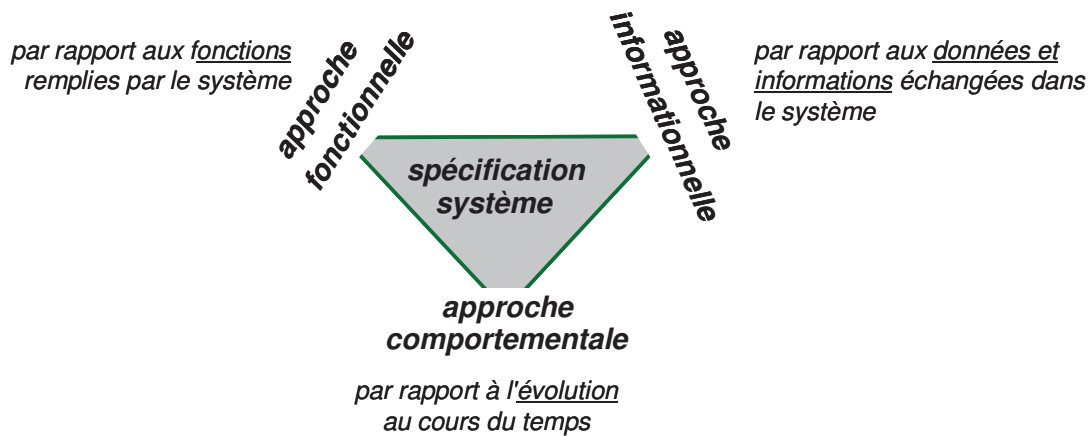 par rapport aux fonctions
remplies par le système
approche
fonctionnelle
approche
informationnelle
par rapport aux données et
informations échangées dans
le système
spécification
système
approche
comportementale
par rapport à l'évolution
au cours du temps